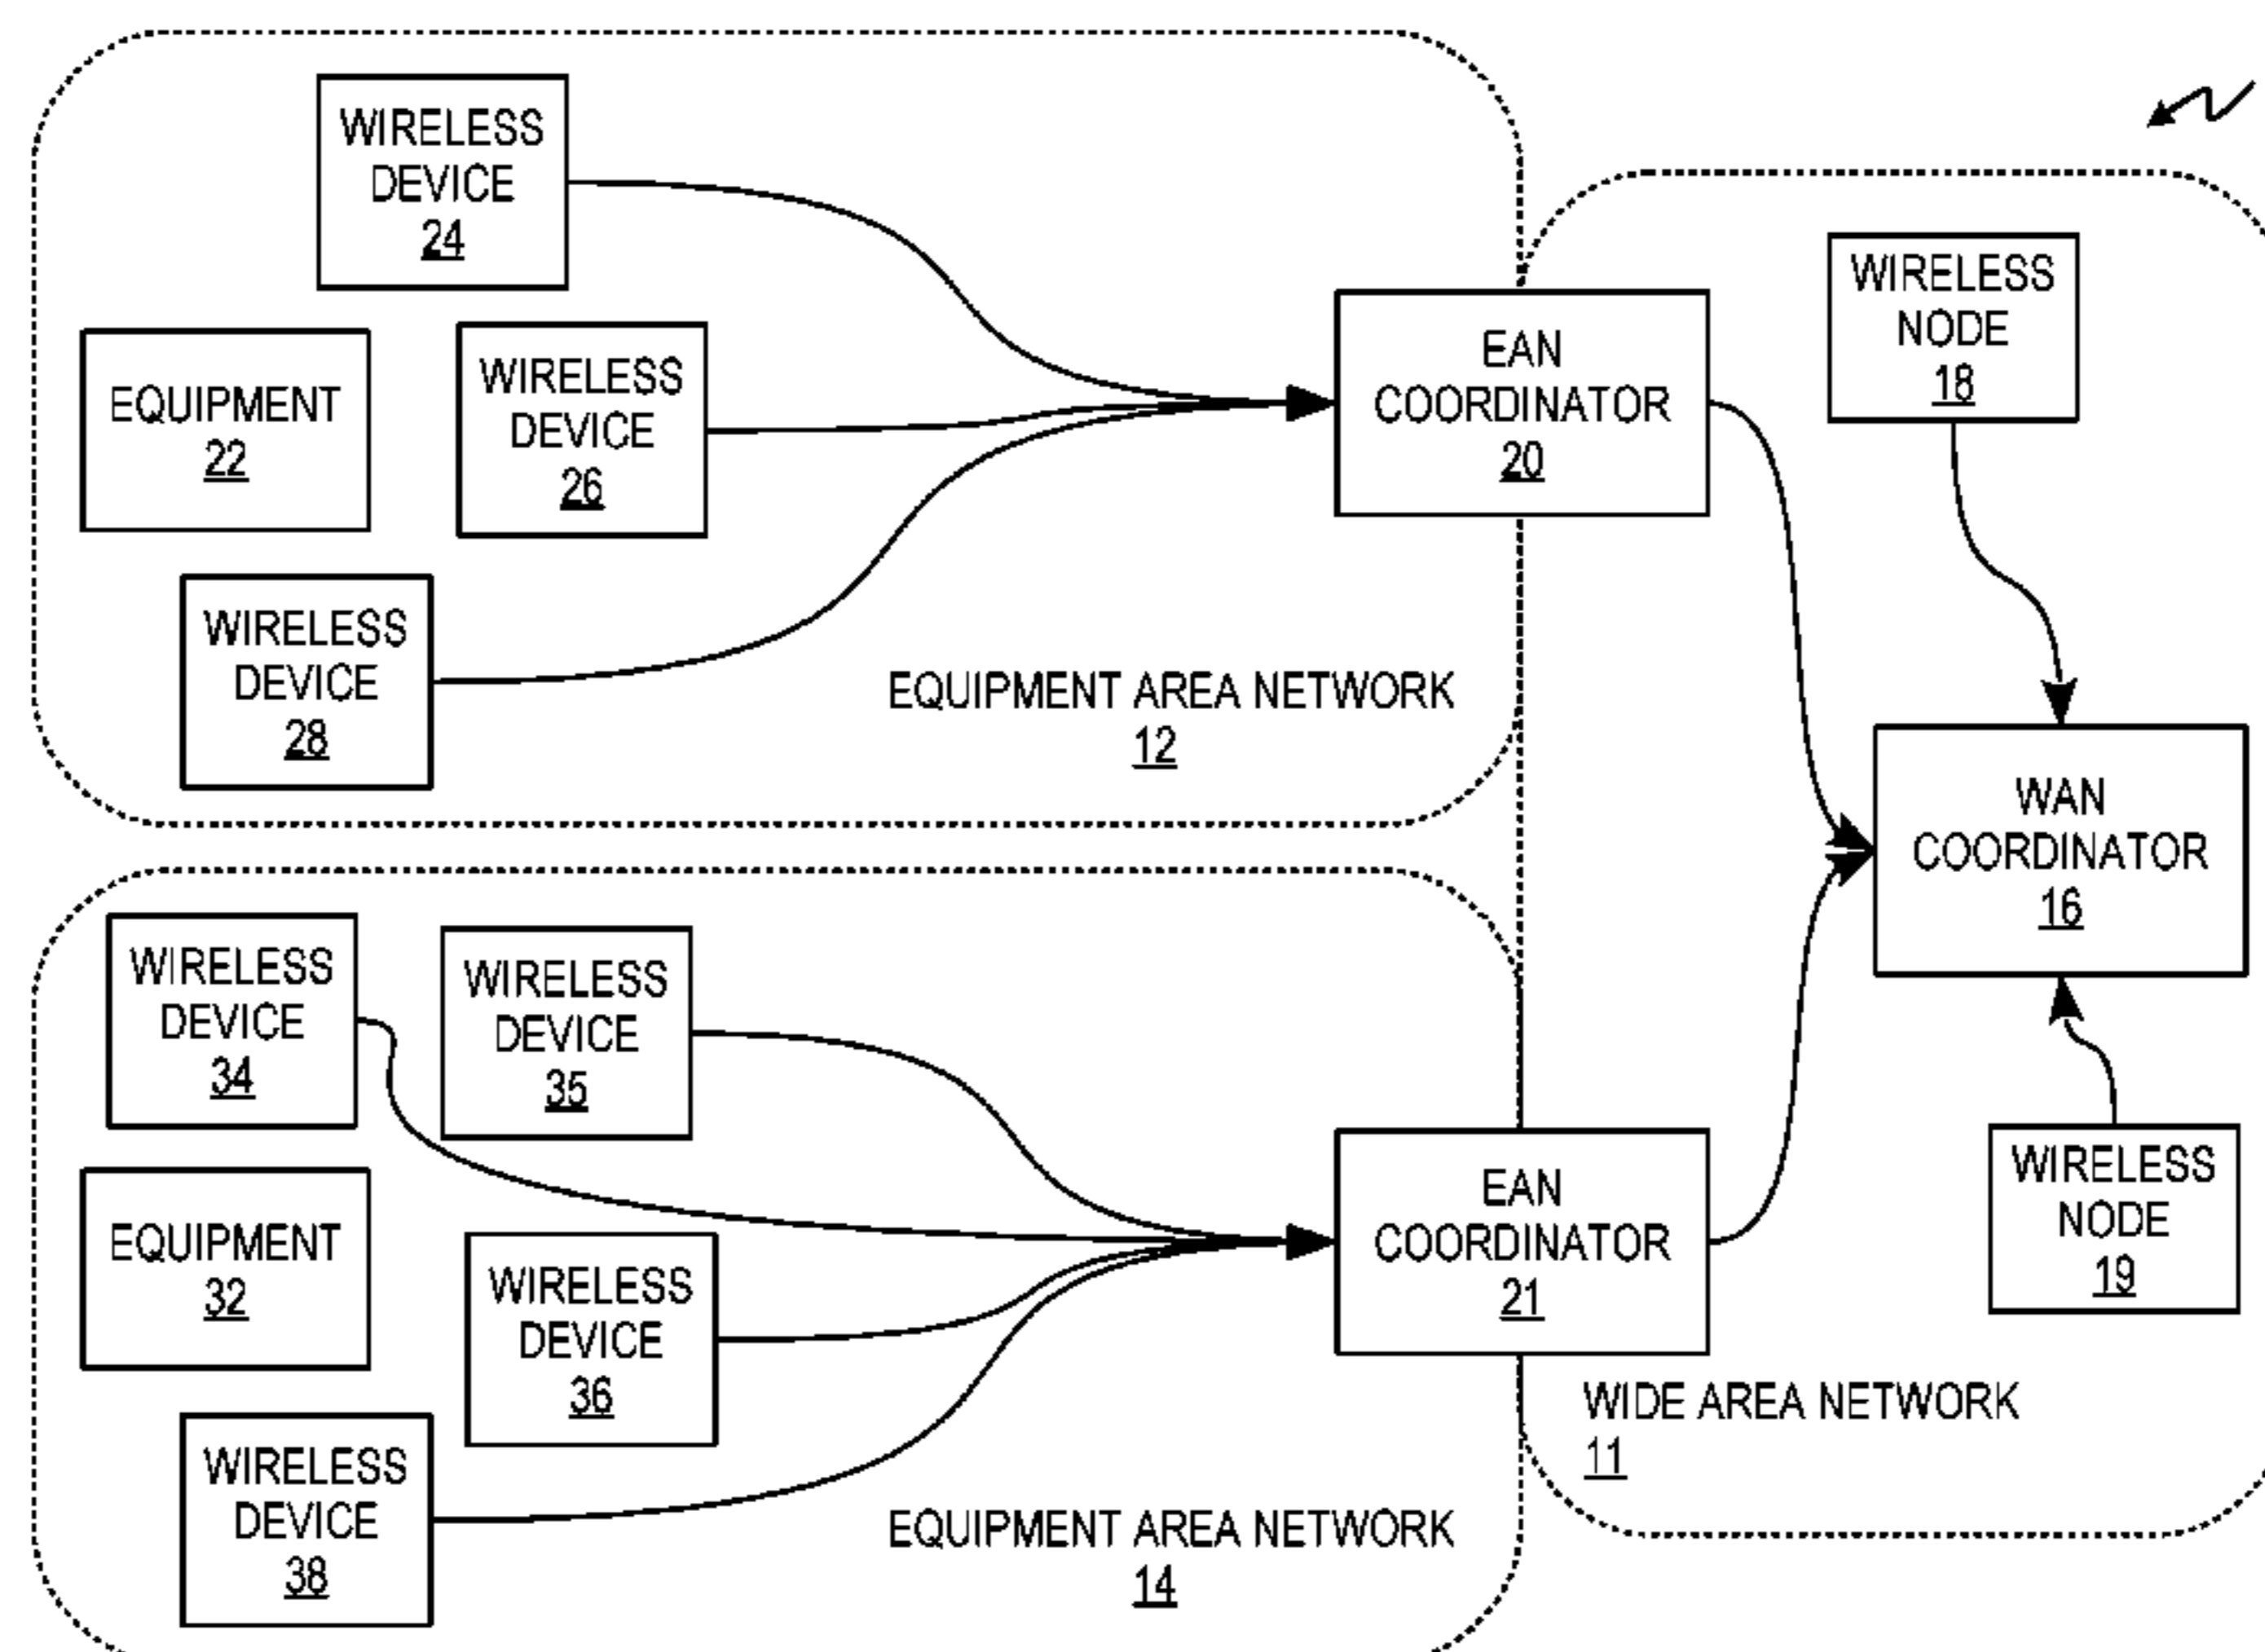 WIRELESS
DEVICE
24
EQUIPMENT
22
WIRELESS
DEVICE
26
WIRELESS
DEVICE
28
EQUIPMENT AREA NETWORK
12
EAN
COORDINATOR
20
WIRELESS
NODE
18
WAN
COORDINATOR
16
WIRELESS
DEVICE
34
WIRELESS
DEVICE
35
EQUIPMENT
32
WIRELESS
DEVICE
36
WIRELESS
DEVICE
38
EQUIPMENT AREA NETWORK
14
EAN
COORDINATOR
21
WIRELESS
NODE
19
WIDE AREA NETWORK
11